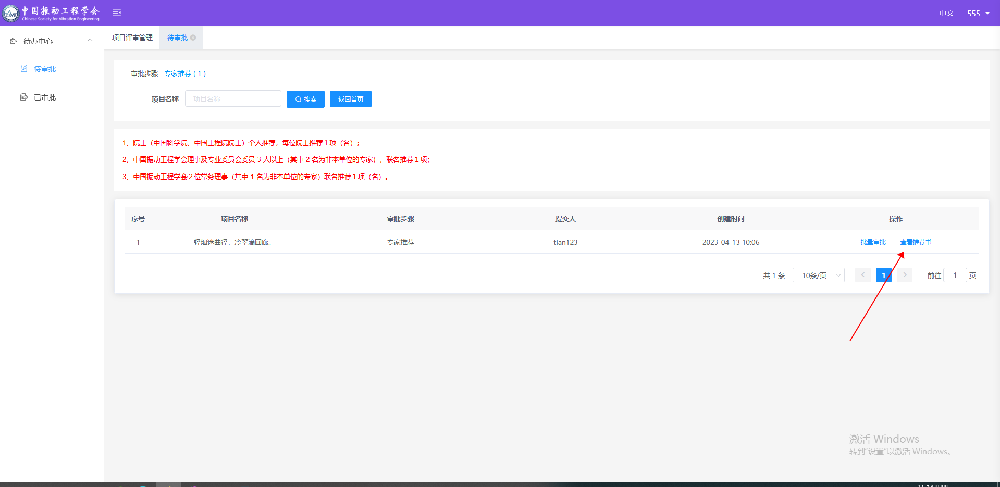 中国振动工程学会
Chinese Society for Vibration Engineering
中文 555
待办中心
待审批
已审批
项目评审管理 待审批
审批步骤 专家推荐 ( 1 )
项目名称 项目名称 搜索 返回首页
1、院士（中国科学院、中国工程院院士）个人推荐，每位院士推荐1项（名）；
2、中国振动工程学会理事及专业委员会委员 3 人以上（其中 2 名为非本单位的专家），联名推荐1项；
3、中国振动工程学会2位常务理事（其中 1 名为非本单位的专家）联名推荐1项（名）。
序号 项目名称 审批步骤 提交人 创建时间 操作
1 轻烟迷曲径，冷翠滴回廊。 专家推荐 tian123 2023-04-13 10:06 批量审批 查看推荐书
共 1 条 10条/页 1 前往 1 页
激活 Windows
转到“设置”以激活 Windows。